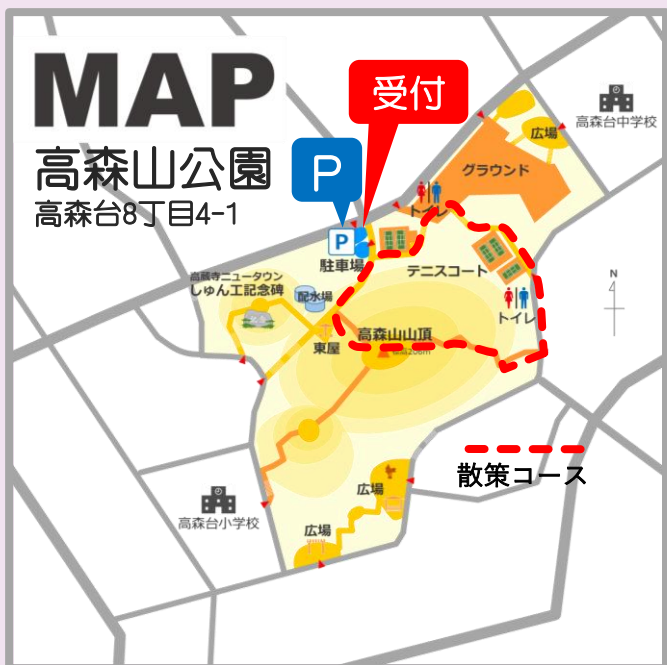 MAP
高森山公園
高森台8丁目4-1
受付
P
P
駐車場
広場
高森台中学校
グラウンド
トイレ
テニスコート
トイレ
高蔵寺ニュータウン
しゅん工記念碑
配水場
東屋
高森山山頂
N
散策コース
高森台小学校
広場
広場